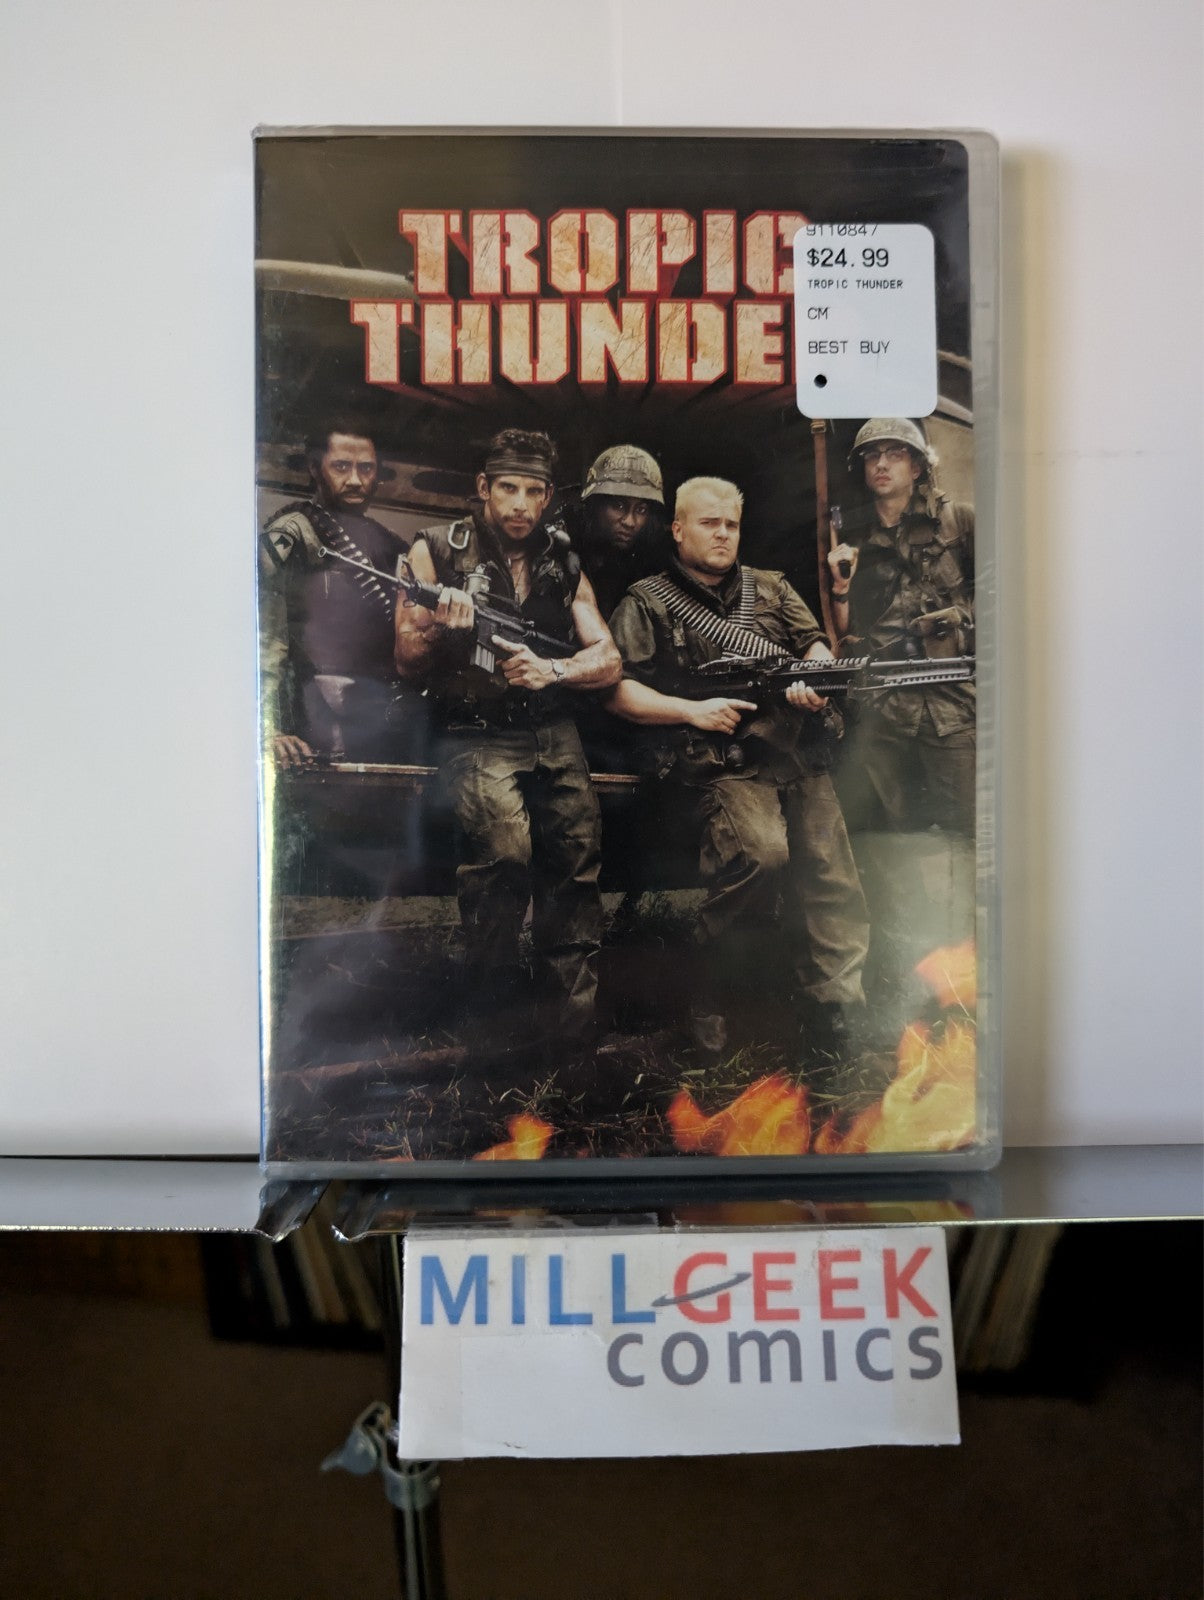 TROPIC
THUNDE
9110847
$24.99
TROPIC THUNDER
CM
BEST BUY
MILLGEEK
comics